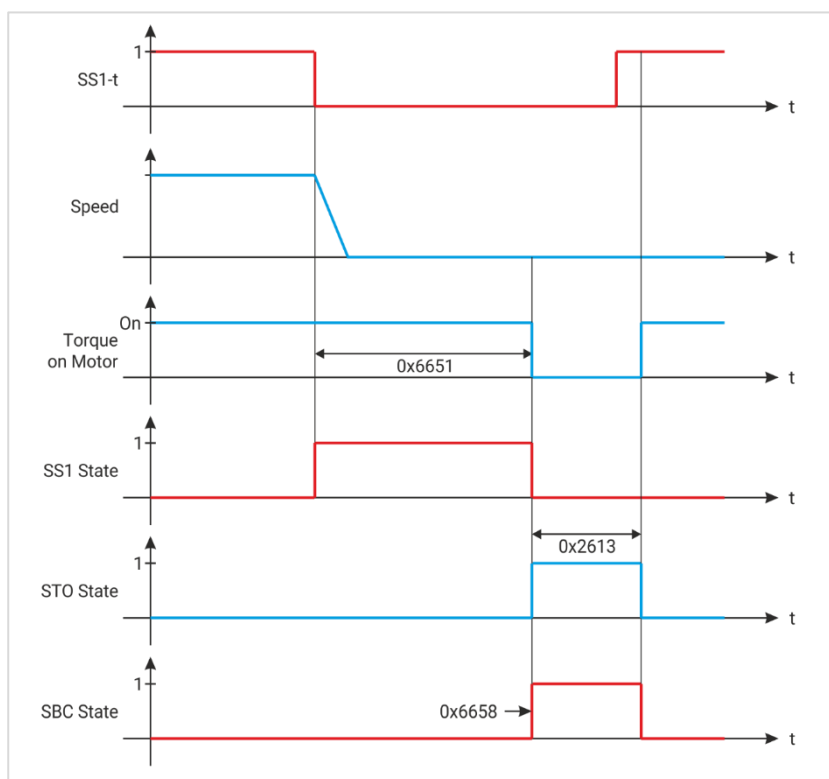 1
SS1-t
t
Speed
t
On
Torque
on Motor
0x6651
t
1
SS1 State
t
0x2613
1
STO State
t
1
SBC State
0x6658
t